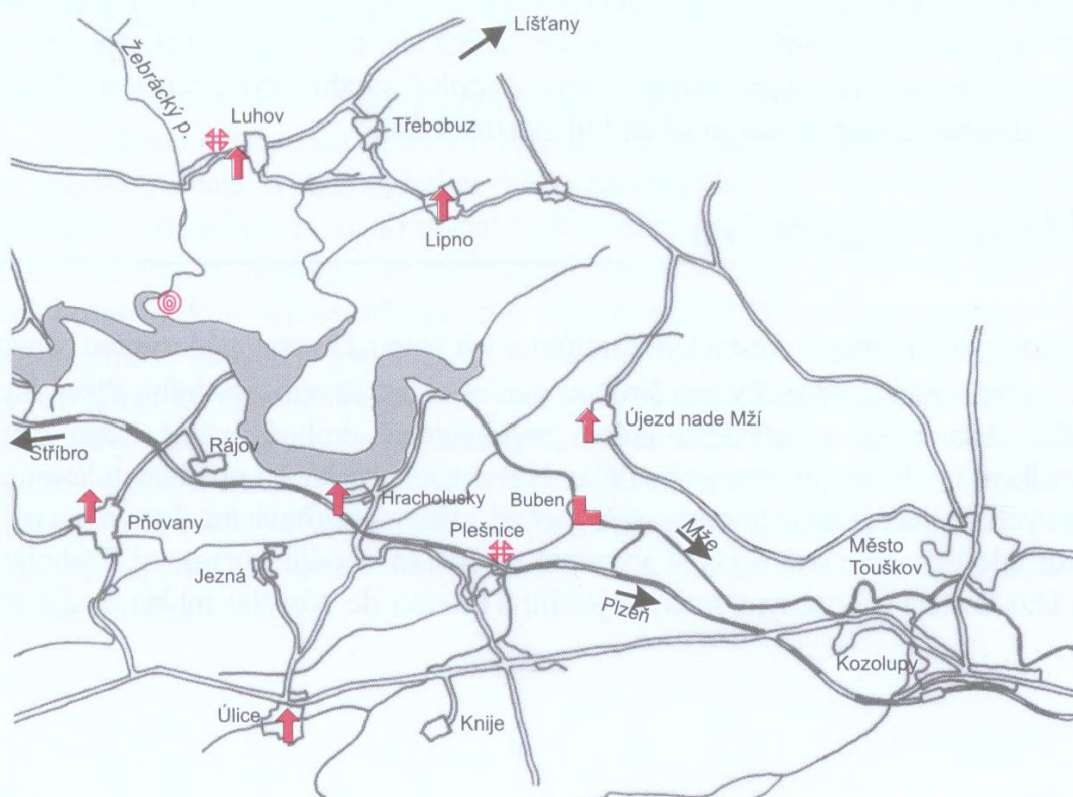 Líšťany
Žebrácký p.
Luhov
Třebobuz
Lipno
Újezd nade Mží
Stříbro
Rájov
Hracholusky
Buben
Pňovany
Plešnice
Mže
Město
Touškov
Jezná
Plzeň
Kozolupy
Úlice
Knije